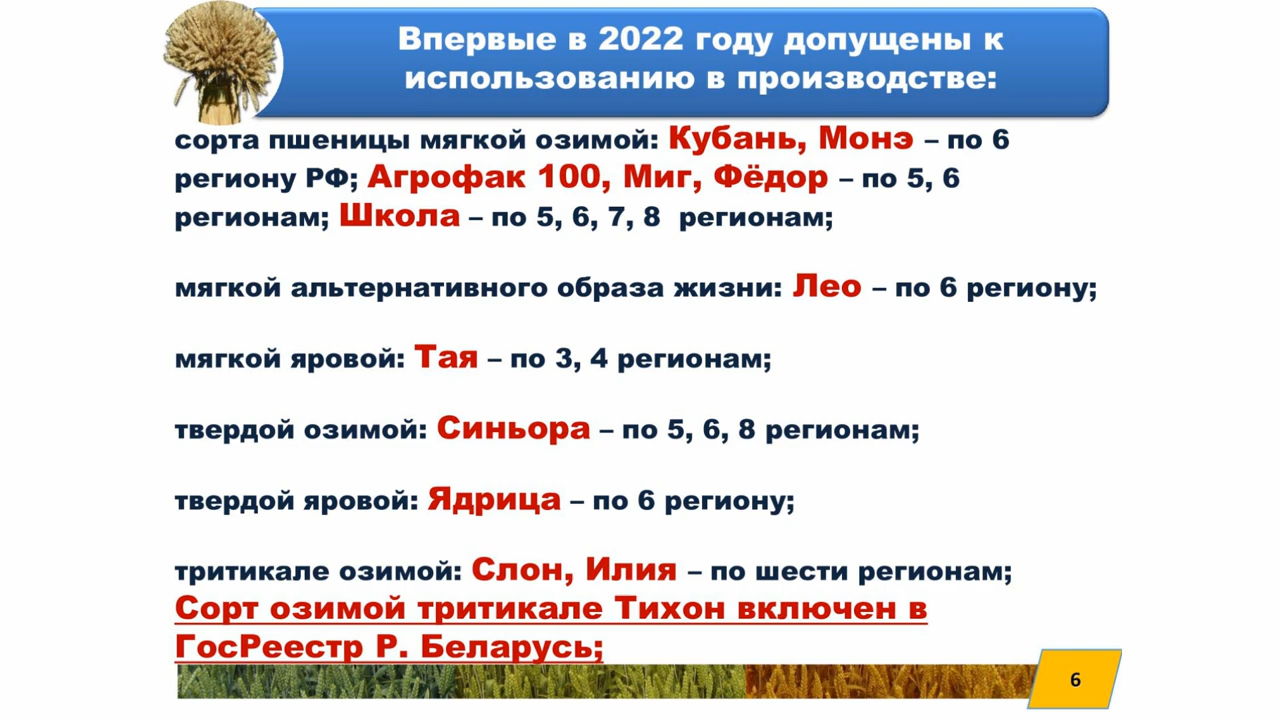 Впервые в 2022 году допущены к
использованию в производстве:
сорта пшеницы мягкой озимой: Кубань, Монэ – по 6
региону РФ; Агрофак 100, Миг, Фёдор – по 5, 6
регионам; Школа – по 5, 6, 7, 8 регионам;
мягкой альтернативного образа жизни: Лео – по 6 региону;
мягкой яровой: Тая – по 3, 4 регионам;
твердой озимой: Синьора – по 5, 6, 8 регионам;
твердой яровой: Ядрица – по 6 региону;
тритикале озимой: Слон, Илия – по шести регионам;
Сорт озимой тритикале Тихон включен в
ГосРеестр Р. Беларусь;
6